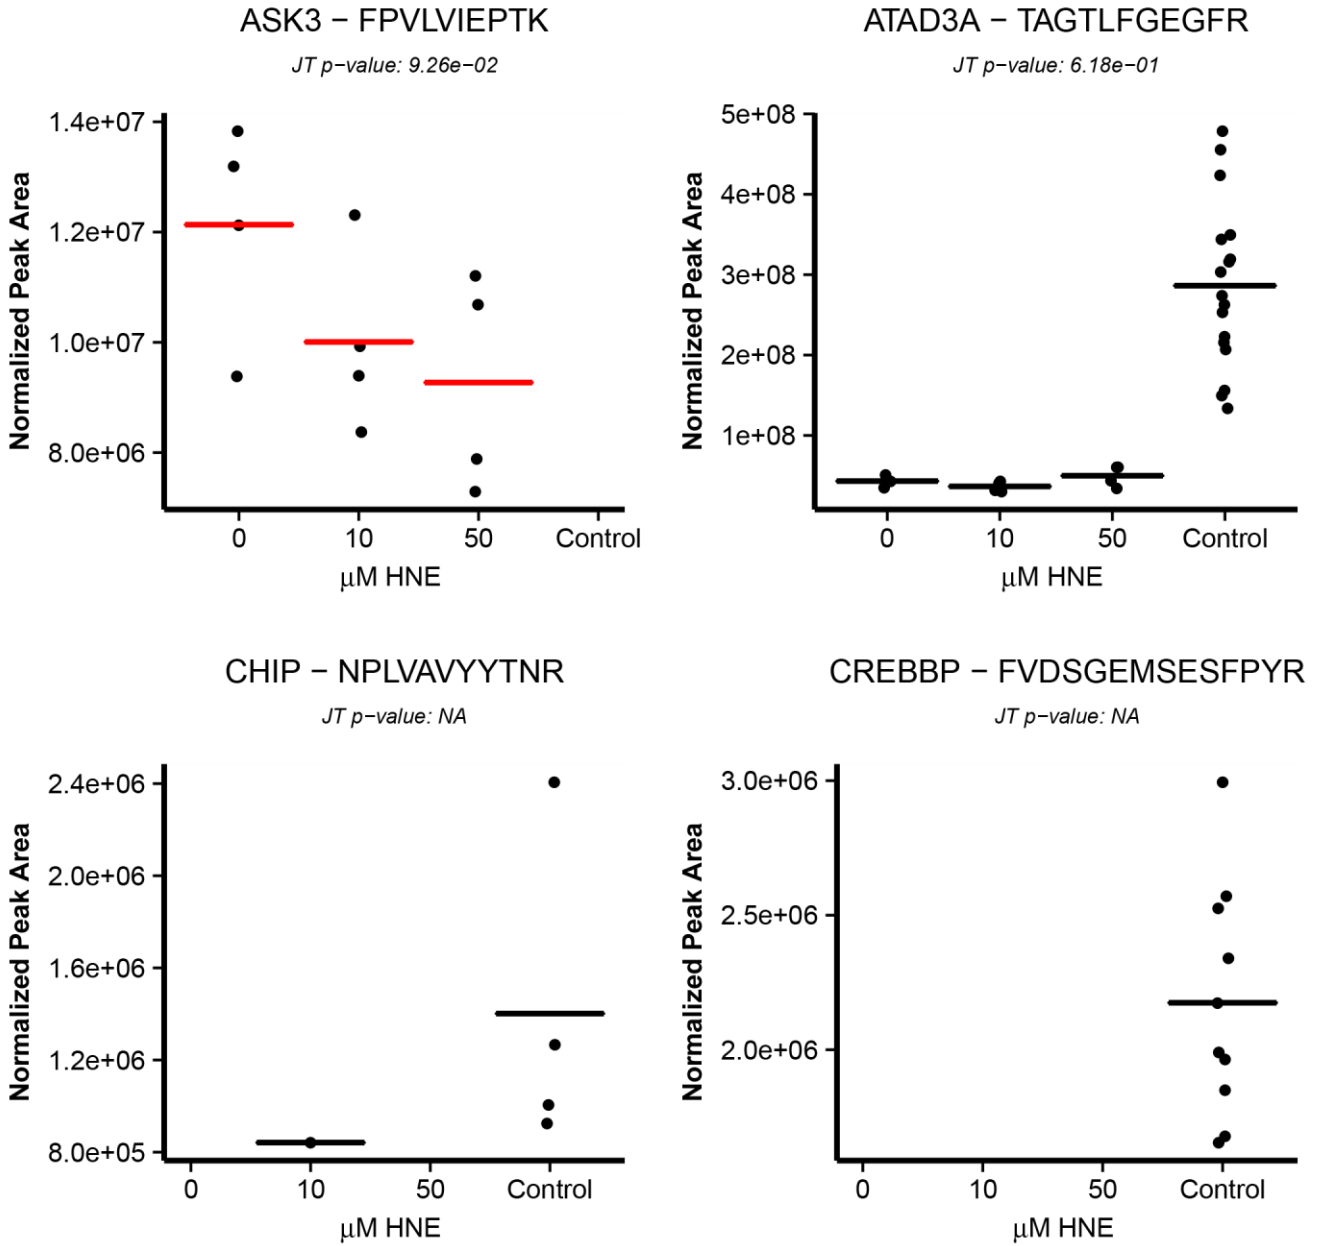 ASK3 − FPVLVIEPTK
JT p−value: 9.26e−02
Normalized Peak Area
1.4e+07
1.2e+07
1.0e+07
8.0e+06
0 10 50 Control
μM HNE
ATAD3A − TAGTLFGEGFR
JT p−value: 6.18e−01
Normalized Peak Area
5e+08
4e+08
3e+08
2e+08
1e+08
0 10 50 Control
μM HNE
CHIP − NPLVAVYYTNR
JT p−value: NA
Normalized Peak Area
2.4e+06
2.0e+06
1.6e+06
1.2e+06
8.0e+05
0 10 50 Control
μM HNE
CREBBP − FVDSGEMSESFPYR
JT p−value: NA
Normalized Peak Area
3.0e+06
2.5e+06
2.0e+06
0 10 50 Control
μM HNE